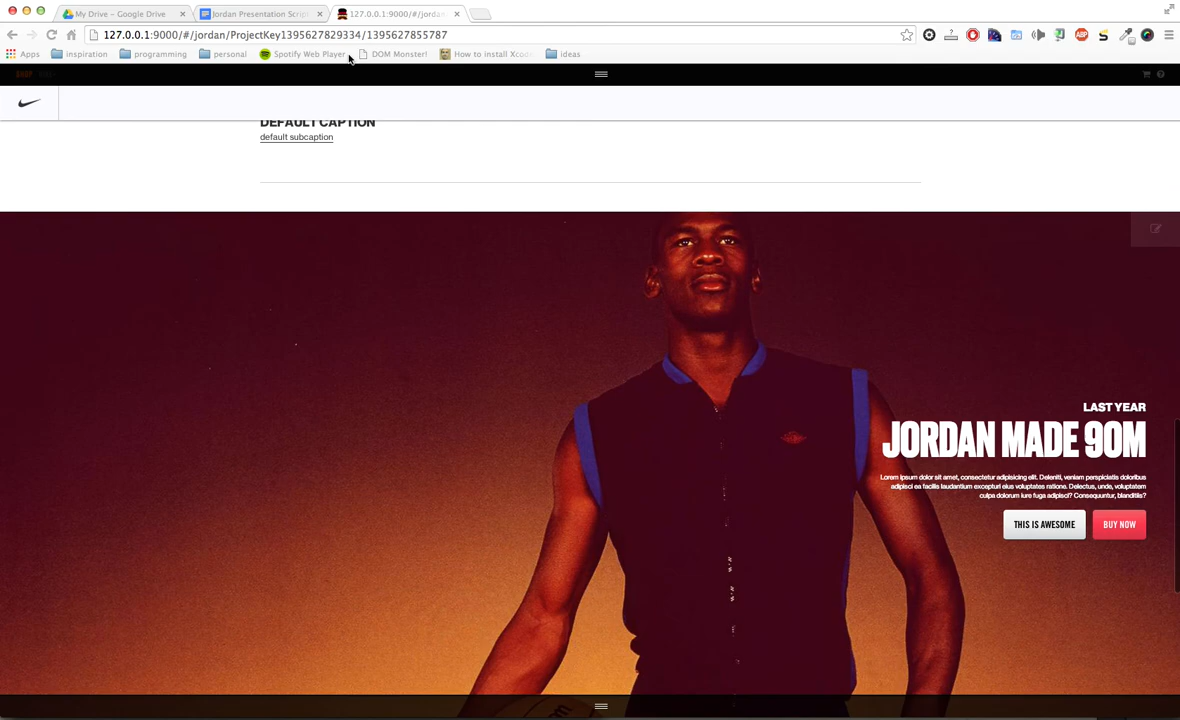 My Drive – Google Drive
Jordan Presentation Scrip
127.0.0.1:9000/#/jordan
127.0.0.1:9000/#/jordan/ProjectKey1395627829334/1395627855787
Apps
inspiration
programming
personal
Spotify Web Player
DOM Monster!
How to install Xcod
ideas
SHOP
DEFAULT CAPTION
default subcaption
LAST YEAR
JORDAN MADE 90M
Lorem ipsum dolor sit amet, consectetur adipisicing elit. Deleniti, veniam perspiciatis doloribus
adipisci ea facilis laudantium excepturi eius voluptates ratione. Delectus, unde, voluptatem
culpa dolorum iure fuga adipisci? Consequuntur, blanditiis?
THIS IS AWESOME
BUY NOW
ABP